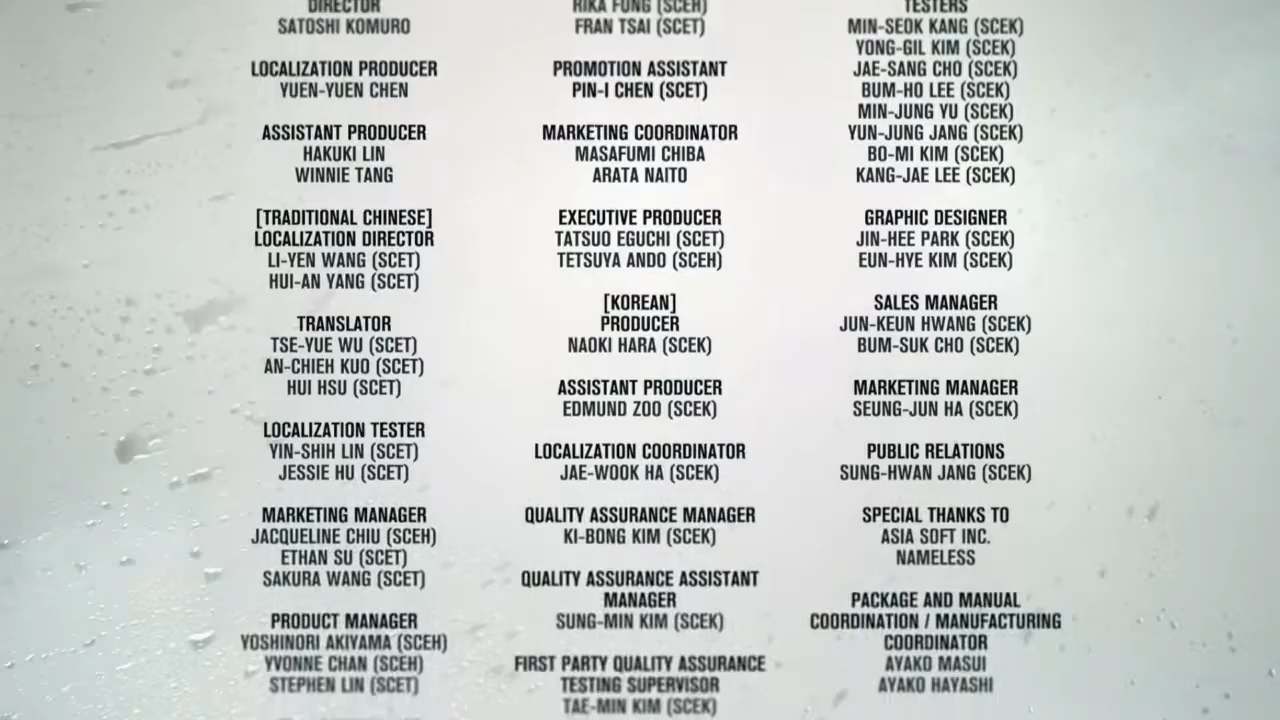 DIRECTOR
SATOSHI KOMURO
LOCALIZATION PRODUCER
YUEN-YUEN CHEN
ASSISTANT PRODUCER
HAKUKI LIN
WINNIE TANG
[TRADITIONAL CHINESE]
LOCALIZATION DIRECTOR
LI-YEN WANG (SCET)
HUI-AN YANG (SCET)
TRANSLATOR
TSE-YUE WU (SCET)
AN-CHIEH KUO (SCET)
HUI HSU (SCET)
LOCALIZATION TESTER
YIN-SHIH LIN (SCET)
JESSIE HU (SCET)
MARKETING MANAGER
JACQUELINE CHIU (SCEH)
ETHAN SU (SCET)
SAKURA WANG (SCET)
PRODUCT MANAGER
YOSHINORI AKIYAMA (SCEH)
YVONNE CHAN (SCEH)
STEPHEN LIN (SCET)
RIKA FUNG (SCEH)
FRAN TSAI (SCET)
PROMOTION ASSISTANT
PIN-I CHEN (SCET)
MARKETING COORDINATOR
MASAFUMI CHIBA
ARATA NAITO
EXECUTIVE PRODUCER
TATSUO EGUCHI (SCET)
TETSUYA ANDO (SCEH)
[KOREAN]
PRODUCER
NAOKI HARA (SCEK)
ASSISTANT PRODUCER
EDMUND ZOO (SCEK)
LOCALIZATION COORDINATOR
JAE-WOOK HA (SCEK)
QUALITY ASSURANCE MANAGER
KI-BONG KIM (SCEK)
QUALITY ASSURANCE ASSISTANT
MANAGER
SUNG-MIN KIM (SCEK)
FIRST PARTY QUALITY ASSURANCE
TESTING SUPERVISOR
TAE-MIN KIM (SCEK)
TESTERS
MIN-SEOK KANG (SCEK)
YONG-GIL KIM (SCEK)
JAE-SANG CHO (SCEK)
BUM-HO LEE (SCEK)
MIN-JUNG YU (SCEK)
YUN-JUNG JANG (SCEK)
BO-MI KIM (SCEK)
KANG-JAE LEE (SCEK)
GRAPHIC DESIGNER
JIN-HEE PARK (SCEK)
EUN-HYE KIM (SCEK)
SALES MANAGER
JUN-KEUN HWANG (SCEK)
BUM-SUK CHO (SCEK)
MARKETING MANAGER
SEUNG-JUN HA (SCEK)
PUBLIC RELATIONS
SUNG-HWAN JANG (SCEK)
SPECIAL THANKS TO
ASIA SOFT INC.
NAMELESS
PACKAGE AND MANUAL
COORDINATION / MANUFACTURING
COORDINATOR
AYAKO MASUI
AYAKO HAYASHI